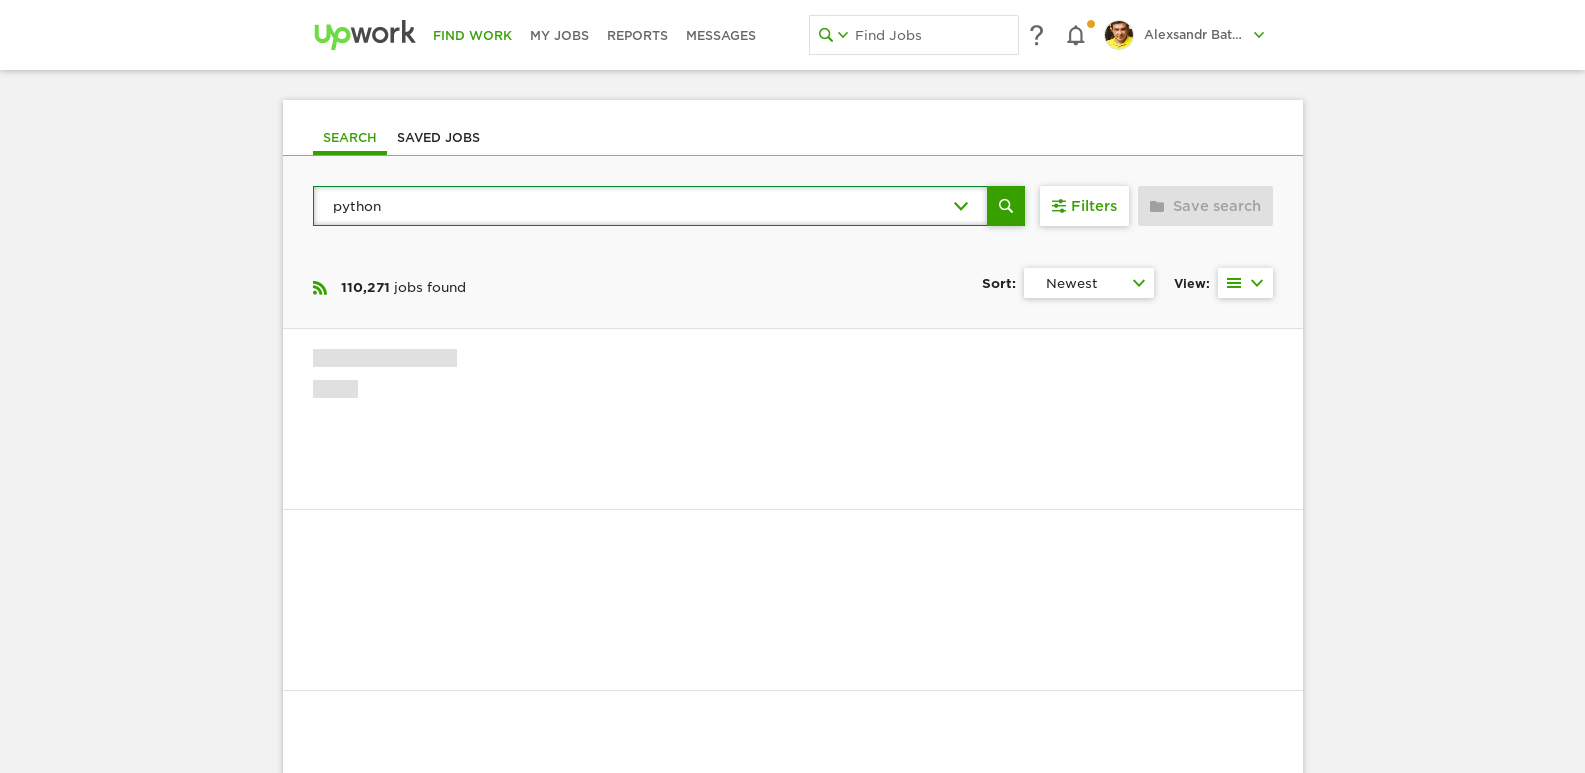 Upwork FIND WORK MY JOBS REPORTS MESSAGES Find Jobs Alexsandr Bat...
SEARCH SAVED JOBS
python Filters Save search
110,271 jobs found Sort: Newest View: